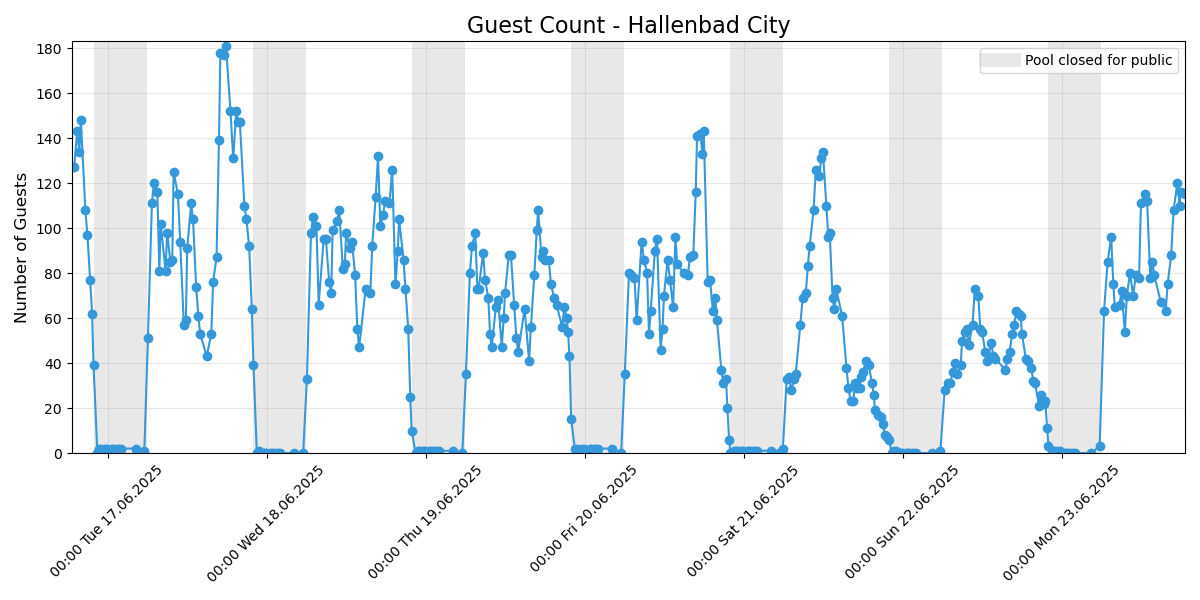 Guest Count - Hallenbad City
Pool closed for public
Number of Guests
180
160
140
120
100
80
60
40
20
0
00:00 Tue 17.06.2025
00:00 Wed 18.06.2025
00:00 Thu 19.06.2025
00:00 Fri 20.06.2025
00:00 Sat 21.06.2025
00:00 Sun 22.06.2025
00:00 Mon 23.06.2025